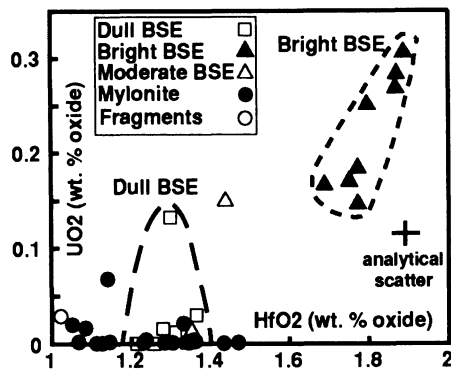 0.3
0.2
0.1
0
UO2 (wt. % oxide)
Dull BSE
Bright BSE
Moderate BSE
Mylonite
Fragments
Bright BSE
Dull BSE
analytical
scatter
HfO2 (wt. % oxide)
1
1.2
1.4
1.6
1.8
2